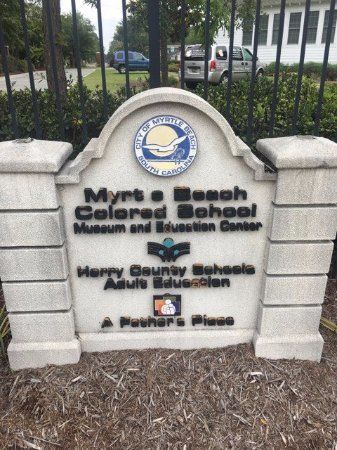 CITY OF MYRTLE BEACH
SOUTH CAROLINA
Myrt e Beach
Colored School
Museum and Education Center
Horry County Schools
Adult Education
A Father's Place